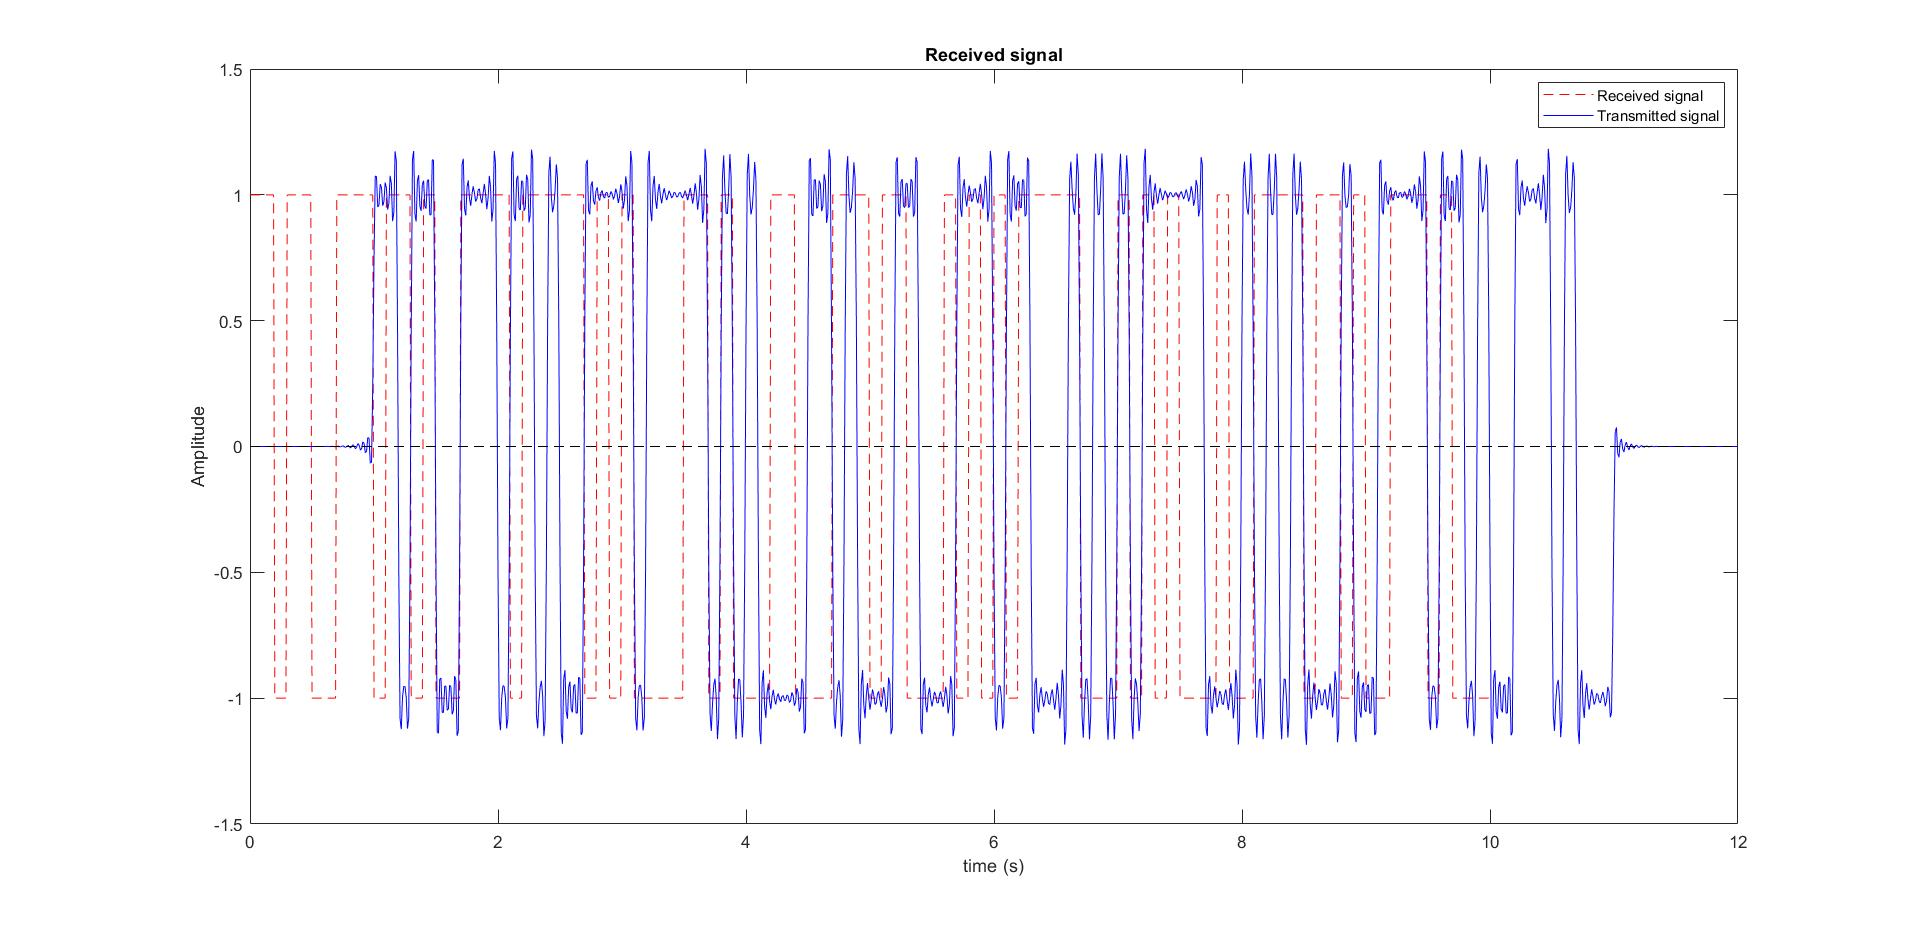 Received signal
1.5
Received signal
Transmitted signal
1
0.5
0
-0.5
-1
-1.5
Amplitude
0 2 4 6 8 10 12
time (s)